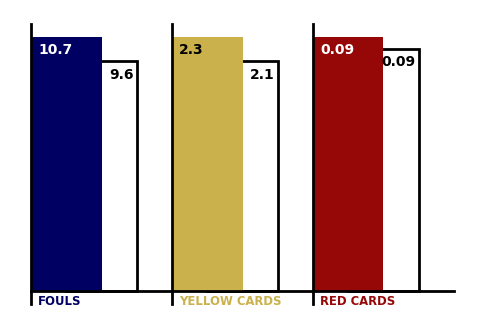 10.7
9.6
2.3
2.1
0.09
0.09
FOULS
YELLOW CARDS
RED CARDS